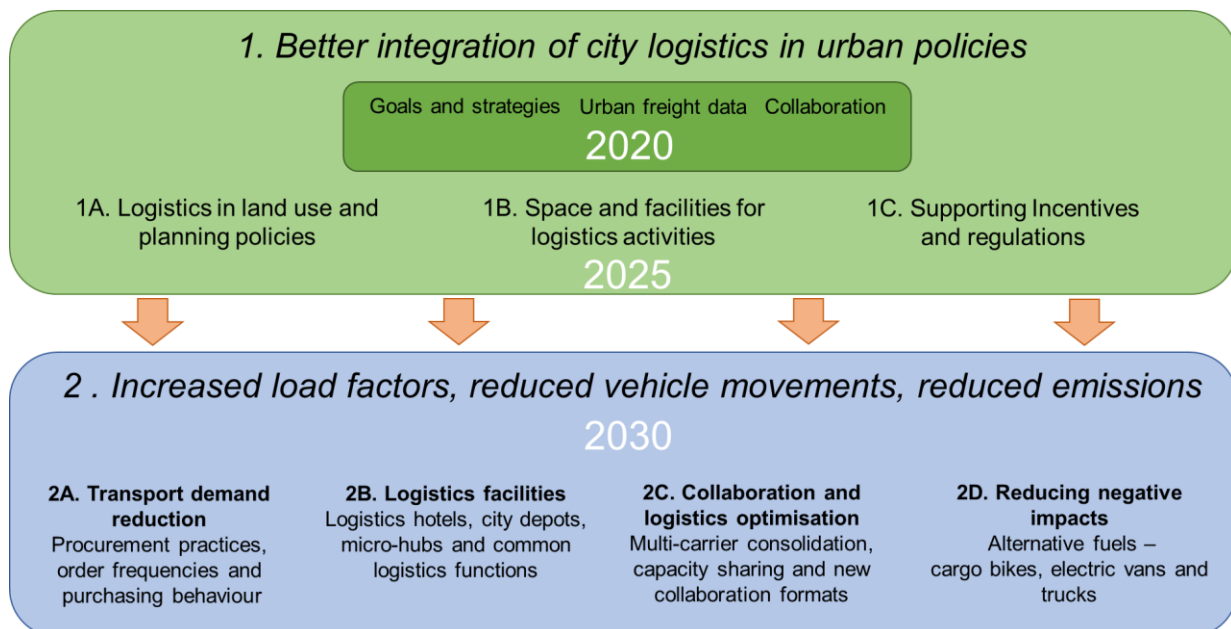 1. Better integration of city logistics in urban policies
Goals and strategies Urban freight data Collaboration
2020
1A. Logistics in land use and
planning policies
1B. Space and facilities for
logistics activities
1C. Supporting Incentives
and regulations
2025
2 . Increased load factors, reduced vehicle movements, reduced emissions
2030
2A. Transport demand
reduction
Procurement practices,
order frequencies and
purchasing behaviour
2B. Logistics facilities
Logistics hotels, city depots,
micro-hubs and common
logistics functions
2C. Collaboration and
logistics optimisation
Multi-carrier consolidation,
capacity sharing and new
collaboration formats
2D. Reducing negative
impacts
Alternative fuels –
cargo bikes, electric vans and
trucks